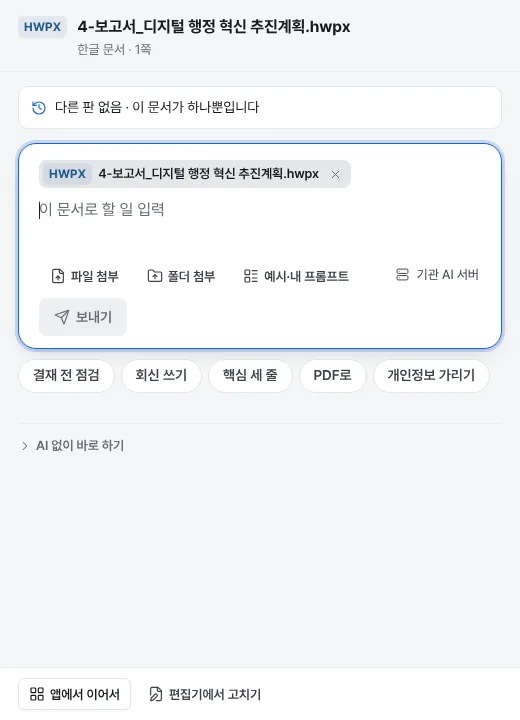 HWPX 4-보고서_디지털 행정 혁신 추진계획.hwpx
한글 문서 · 1쪽
다른 판 없음 · 이 문서가 하나뿐입니다
HWPX 4-보고서_디지털 행정 혁신 추진계획.hwpx ×
이 문서로 할 일 입력
파일 첨부 폴더 첨부 예시·내 프롬프트 기관 AI 서버
보내기
결재 전 점검 회신 쓰기 핵심 세 줄 PDF로 개인정보 가리기
AI 없이 바로 하기
앱에서 이어서 편집기에서 고치기